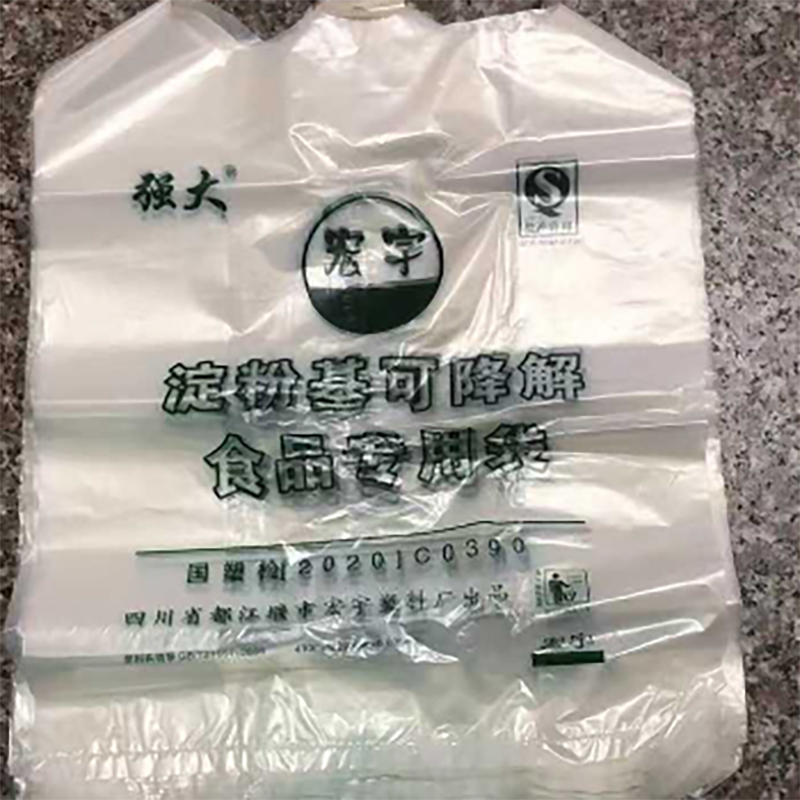 强大®
宏宇
淀粉基可降解
食品专用袋
国塑检20201C0390
四川省都江堰市宏宇塑料厂出品